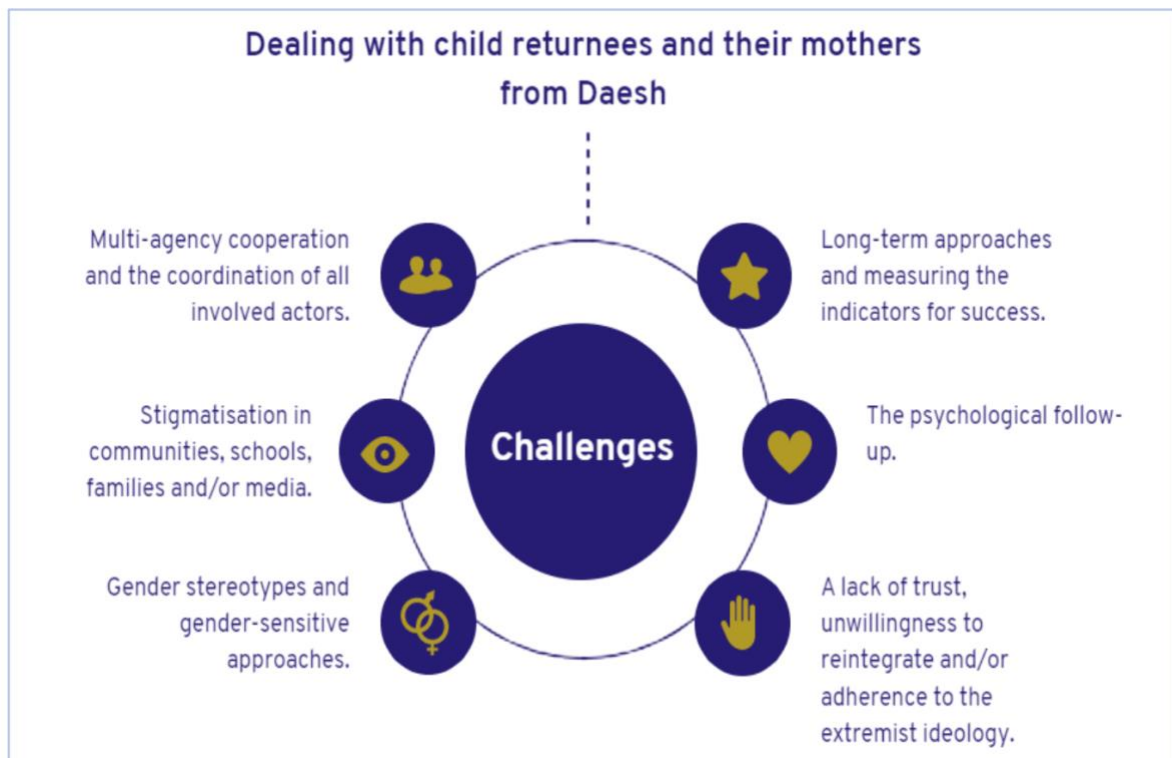 Dealing with child returnees and their mothers
from Daesh
Multi-agency cooperation
and the coordination of all
involved actors.
Long-term approaches
and measuring the
indicators for success.
Stigmatisation in
communities, schools,
families and/or media.
Challenges
The psychological follow-
up.
Gender stereotypes and
gender-sensitive
approaches.
A lack of trust,
unwillingness to
reintegrate and/or
adherence to the
extremist ideology.